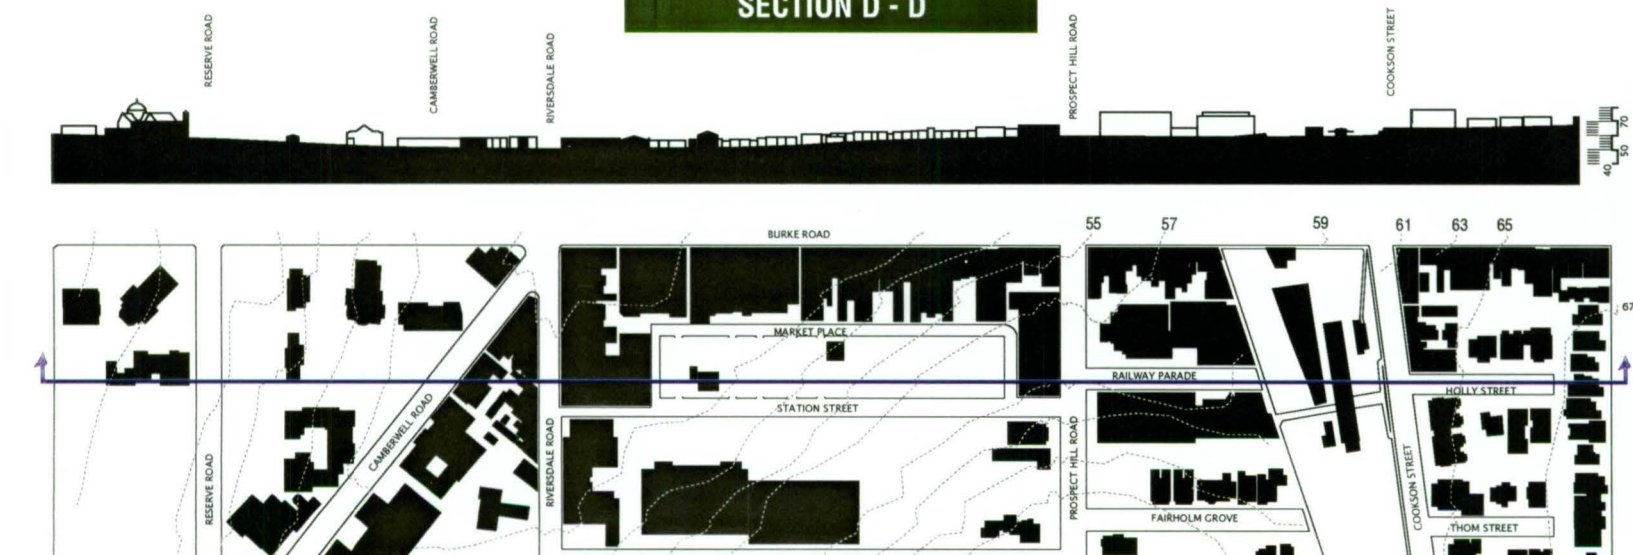 SECTION D - D
RESERVE ROAD
CAMBERWELL ROAD
RIVERSDALE ROAD
PROSPECT HILL ROAD
COOKSON STREET
70
50
40
BURKE ROAD
55
57
59
61
63
65
67
MARKET PLACE
RAILWAY PARADE
HOLLY STREET
STATION STREET
CAMBERWELL ROAD
RESERVE ROAD
RIVERSDALE ROAD
PROSPECT HILL ROAD
COOKSON STREET
FAIRHOLM GROVE
THOM STREET